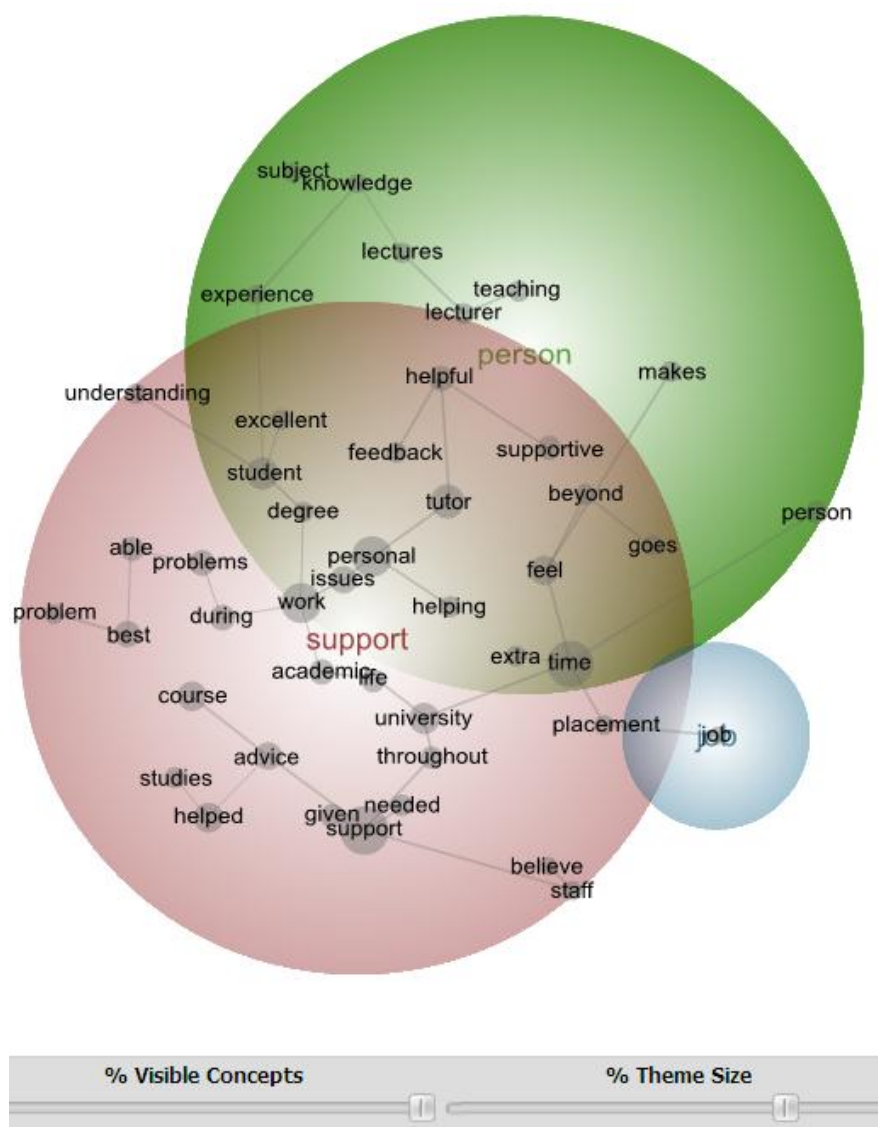 subject
knowledge
lectures
experience
teaching
lecturer
person
helpful
makes
understanding
excellent
feedback
supportive
student
beyond
tutor
degree
person
able
problems
personal
goes
issues
feel
work
helping
problem
during
best
support
extra
time
academic
life
course
university
placement
job
job
advice
throughout
studies
given
needed
helped
support
believe
staff
% Visible Concepts
% Theme Size